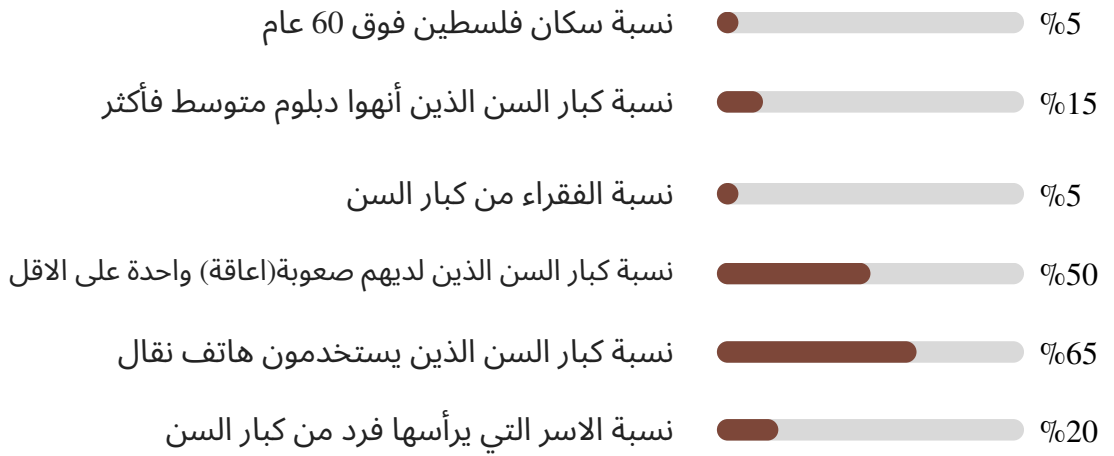 نسبة سكان فلسطين فوق 60 عام %5
نسبة كبار السن الذين أنهوا دبلوم متوسط فأكثر %15
نسبة الفقراء من كبار السن %5
نسبة كبار السن الذين لديهم صعوبة(اعاقة) واحدة على الاقل %50
نسبة كبار السن الذين يستخدمون هاتف نقال %65
نسبة الاسر التي يرأسها فرد من كبار السن %20